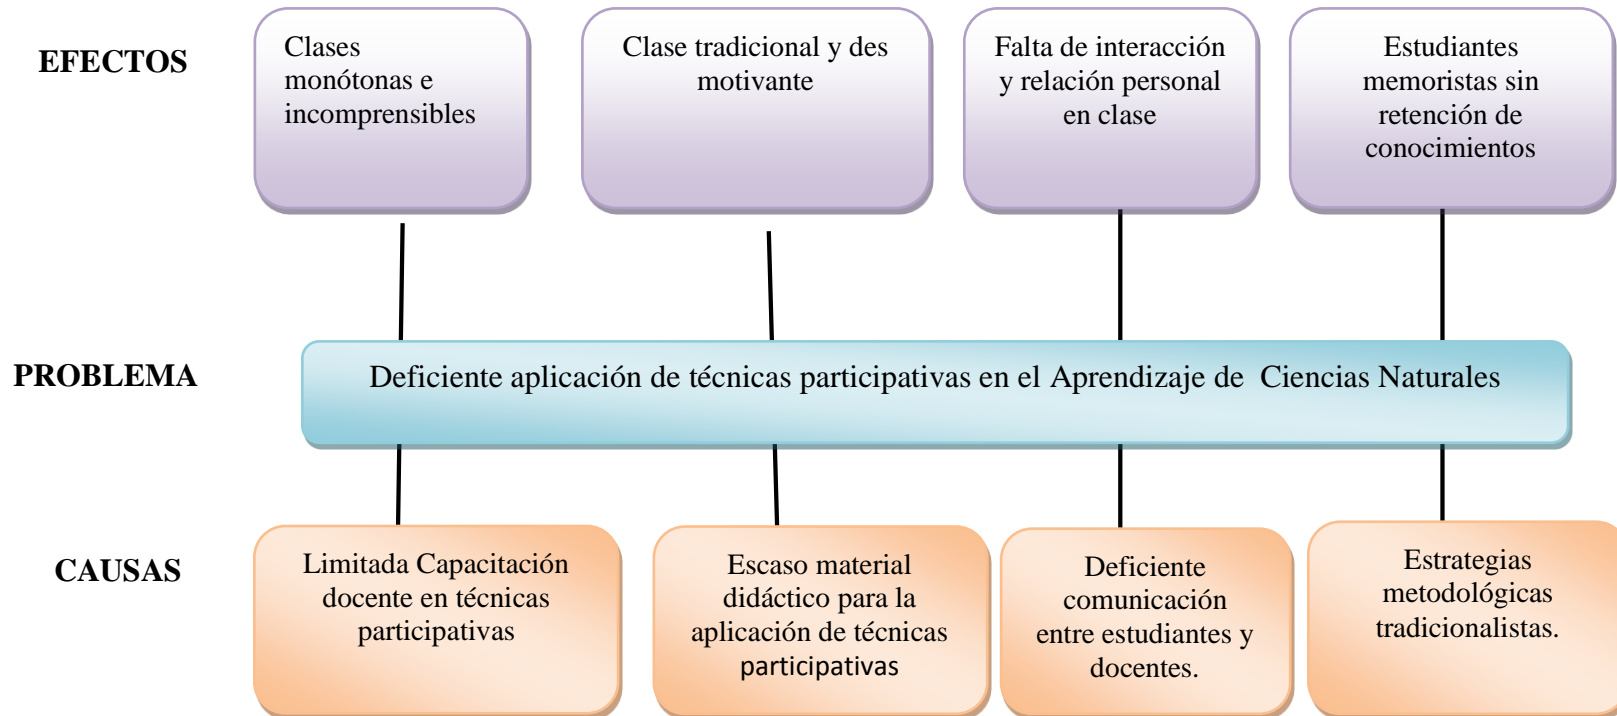 EFECTOS
Clases
monótonas e
incomprensibles
Clase tradicional y des
motivante
Falta de interacción
y relación personal
en clase
Estudiantes
memoristas sin
retención de
conocimientos
PROBLEMA
Deficiente aplicación de técnicas participativas en el Aprendizaje de Ciencias Naturales
CAUSAS
Limitada Capacitación
docente en técnicas
participativas
Escaso material
didáctico para la
aplicación de técnicas
participativas
Deficiente
comunicación
entre estudiantes y
docentes.
Estrategias
metodológicas
tradicionalistas.